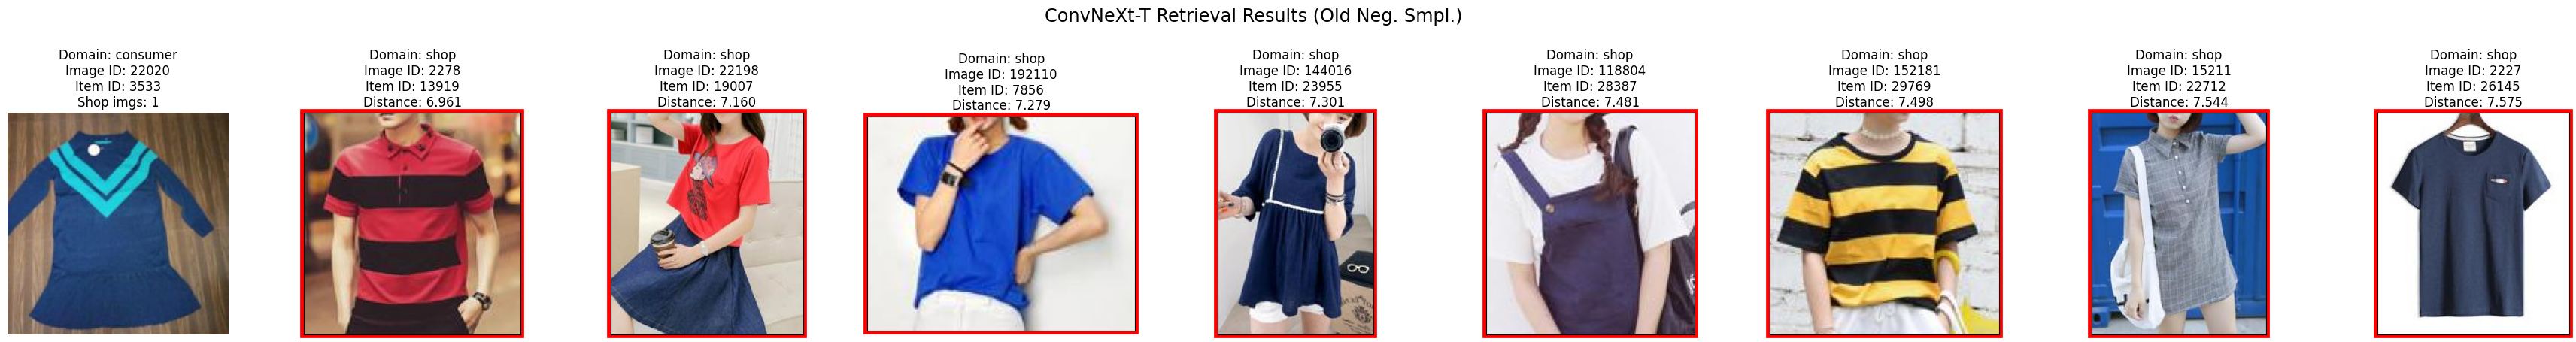 ConvNeXt-T Retrieval Results (Old Neg. Smpl.)
Domain: consumer
Image ID: 22020
Item ID: 3533
Shop imgs: 1
Domain: shop
Image ID: 2278
Item ID: 13919
Distance: 6.961
Domain: shop
Image ID: 22198
Item ID: 19007
Distance: 7.160
Domain: shop
Image ID: 192110
Item ID: 7856
Distance: 7.279
Domain: shop
Image ID: 144016
Item ID: 23955
Distance: 7.301
Domain: shop
Image ID: 118804
Item ID: 28387
Distance: 7.481
Domain: shop
Image ID: 152181
Item ID: 29769
Distance: 7.498
Domain: shop
Image ID: 15211
Item ID: 22712
Distance: 7.544
Domain: shop
Image ID: 2227
Item ID: 26145
Distance: 7.575